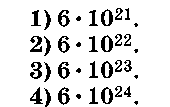 1) 6 · 10²¹.
2) 6 · 10²².
3) 6 · 10²³.
4) 6 · 10²⁴.